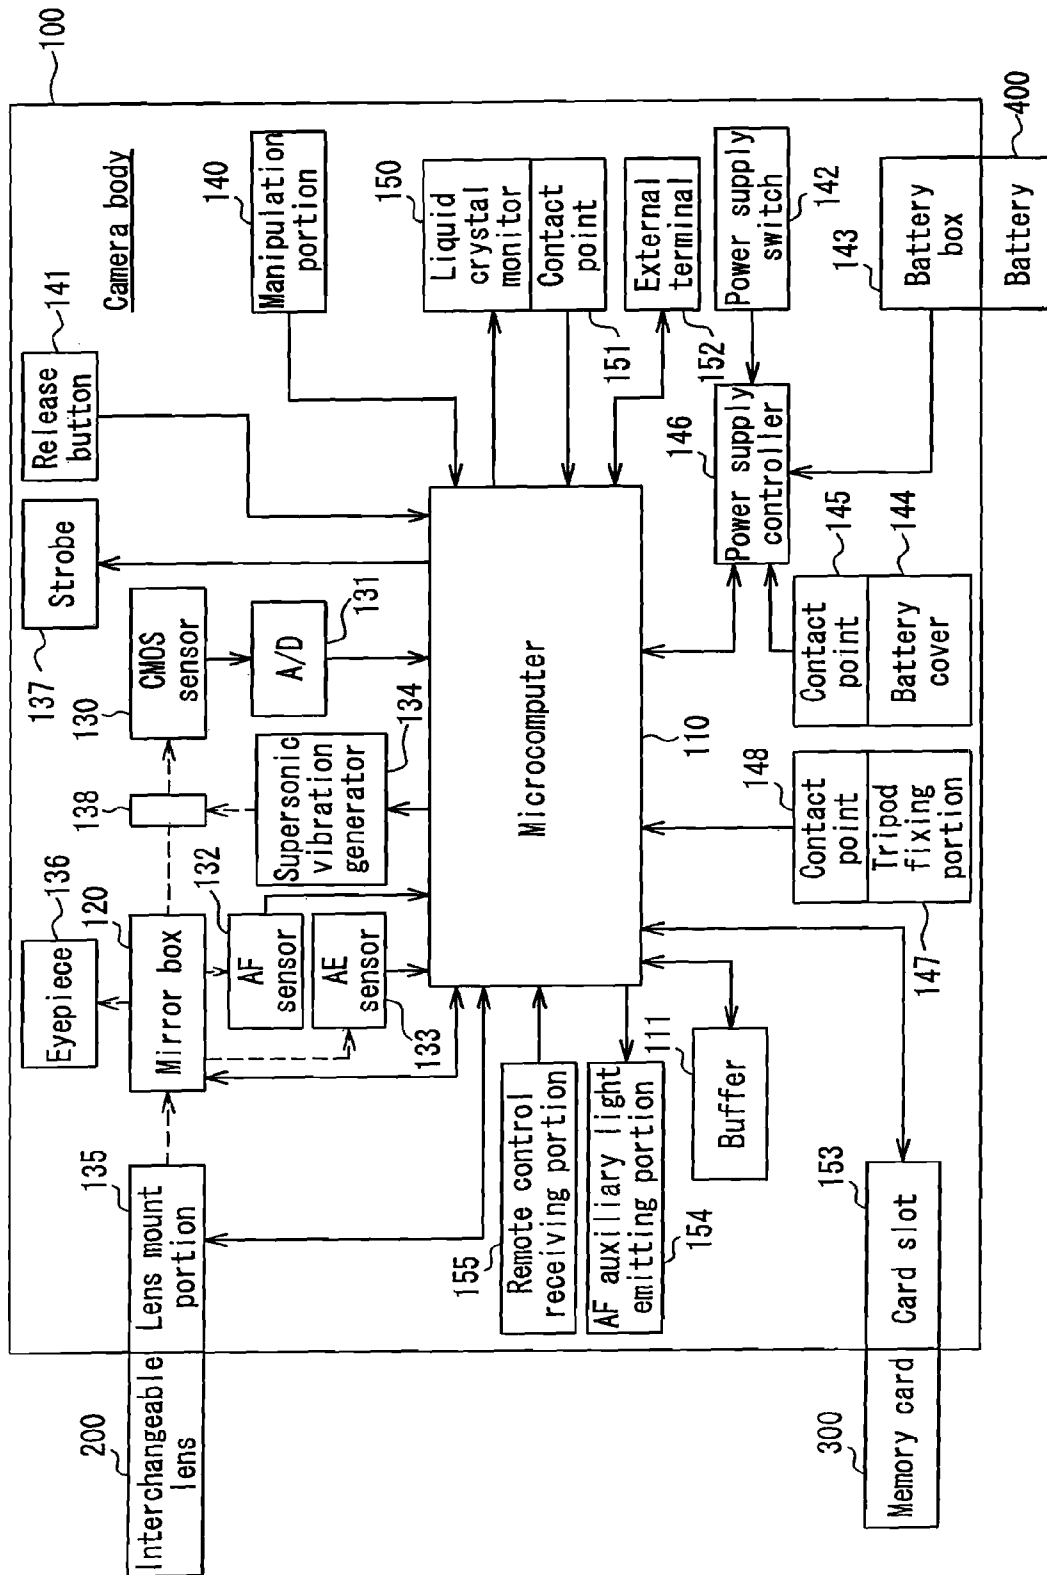 100
Camera body
141
Release
button
137
Strobe
140
Manipulation
portion
136
Eyepiece
120
Mirror box
138
130
CMOS
sensor
131
A/D
135
Lens mount
portion
200
Interchangeable
lens
132
AF
sensor
133
AE
sensor
134
Supersonic
vibration
generator
150
Liquid
crystal
monitor
151
Contact
point
152
External
terminal
Microcomputer
110
155
Remote control
receiving portion
154
AF auxiliary light
emitting portion
111
Buffer
146
Power supply
controller
142
Power supply
switch
145
Contact
point
144
Battery
cover
148
Contact
point
147
Tripod
fixing
portion
143
Battery
box
400
Battery
153
Card slot
300
Memory card